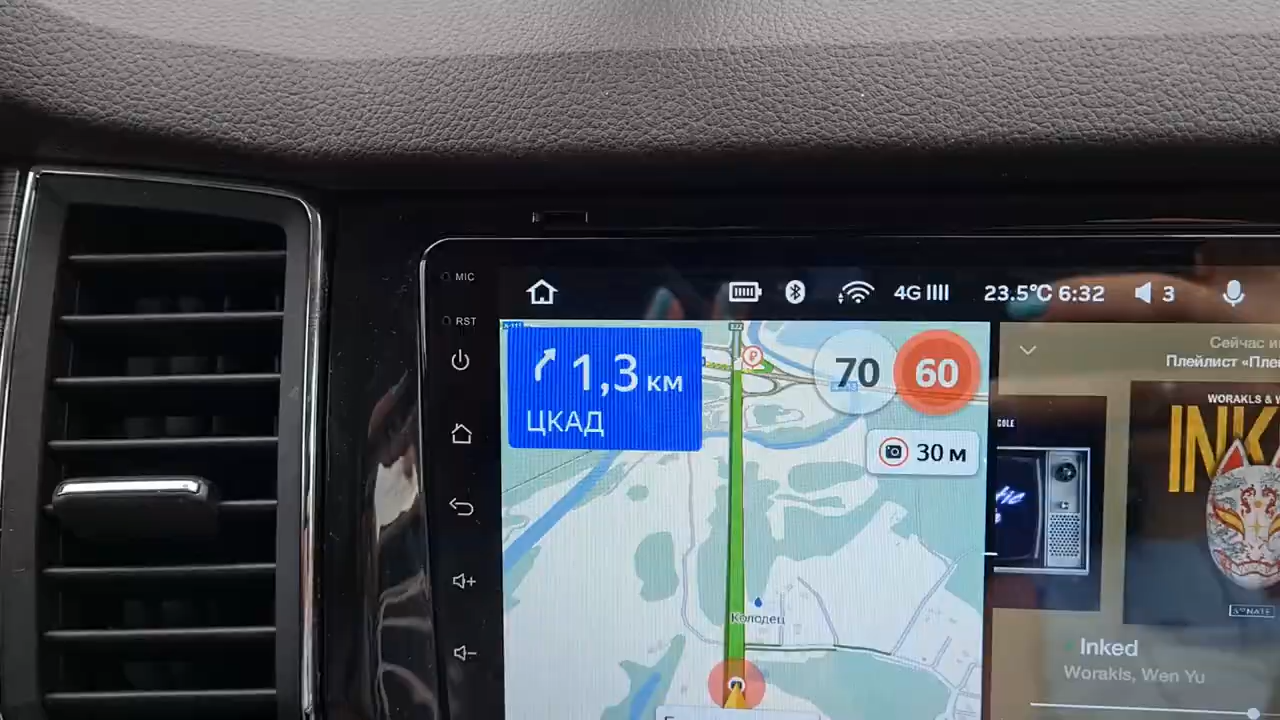 MIC
RST
4G
23.5°C 6:32
3
1,3 км
ЦКАД
70
60
30 м
Колодец
Сейчас
Плейлист
COLE
WORAKLS &
INK
Inked
Worakls, Wen Yu